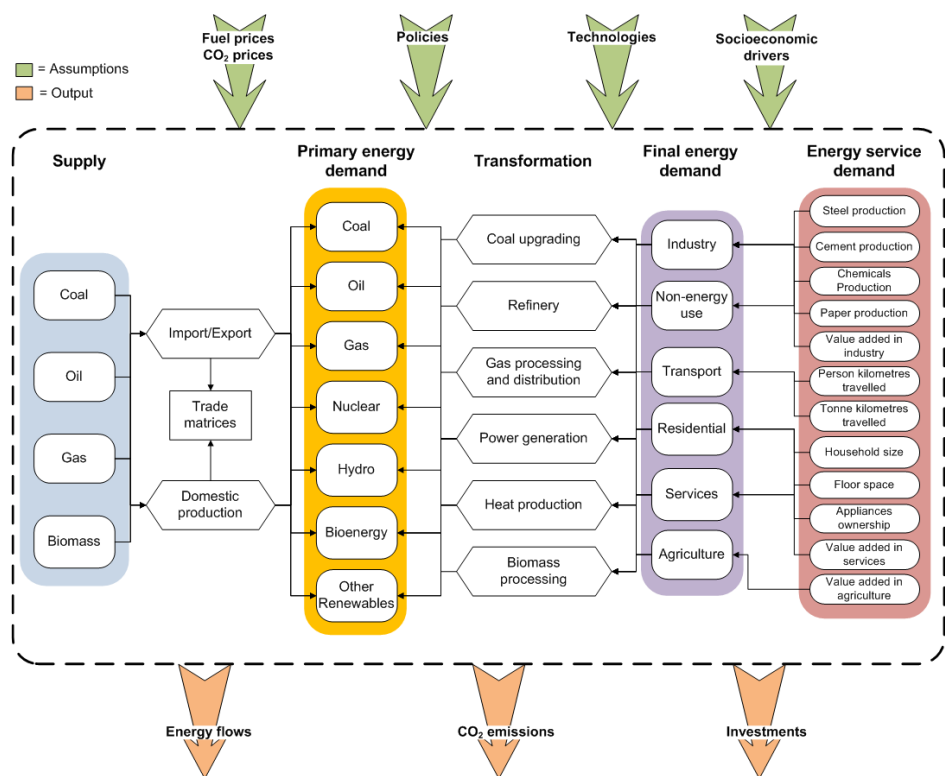 Fuel prices
CO₂ prices
Policies
Technologies
Socioeconomic
drivers
= Assumptions
= Output
Supply
Primary energy
demand
Transformation
Final energy
demand
Energy service
demand
Coal
Oil
Gas
Biomass
Import/Export
Trade
matrices
Domestic
production
Coal
Oil
Gas
Nuclear
Hydro
Bioenergy
Other
Renewables
Coal upgrading
Refinery
Gas processing
and distribution
Power generation
Heat production
Biomass
processing
Industry
Non-energy
use
Transport
Residential
Services
Agriculture
Steel production
Cement production
Chemicals
Production
Paper production
Value added in
industry
Person kilometres
travelled
Tonne kilometres
travelled
Household size
Floor space
Appliances
ownership
Value added in
services
Value added in
agriculture
Energy flows
CO₂ emissions
Investments